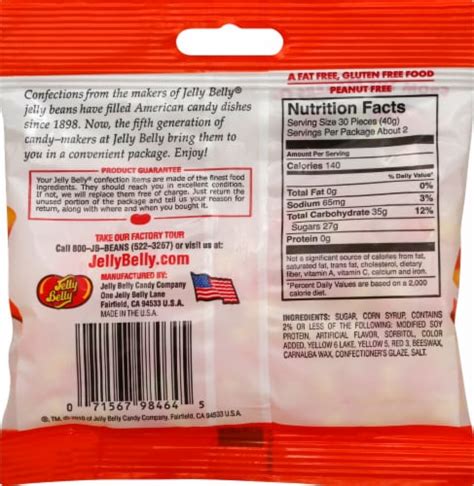 Confections from the makers of Jelly Belly®
jelly beans have filled American candy dishes
since 1898. Now, the fifth generation of
candy–makers at Jelly Belly bring them to
you in a convenient package. Enjoy!
PRODUCT GUARANTEE
Your Jelly Belly® confection items are made of the finest food
ingredients. They should reach you in excellent condition.
If not, we will replace them free of charge. Just return the
unused portion of the package and tell us your reason for
return, along with where and when you bought it.
TAKE OUR FACTORY TOUR
Call 800-JB-BEANS (522-3267) or visit us at:
JellyBelly.com
MANUFACTURED BY:
Jelly Belly Candy Company
One Jelly Belly Lane
Fairfield, CA 94533 U.S.A.
MADE IN THE U.S.A.
Jelly
Belly
0 71567 98464 5
of Jelly Belly Candy Company, Fairfield, CA 94533 U.S.A.
A FAT FREE, GLUTEN FREE FOOD
PEANUT FREE
Nutrition Facts
Serving Size 30 Pieces (40g)
Servings Per Package About 2
Amount Per Serving
Calories 140
% Daily Value*
Total Fat 0g 0%
Sodium 65mg 3%
Total Carbohydrate 35g 12%
Sugars 27g
Protein 0g
Not a significant source of calories from fat,
saturated fat, trans fat, cholesterol, dietary
fiber, vitamin A, vitamin C, calcium and iron.
*Percent Daily Values are based on a 2,000
calorie diet.
INGREDIENTS: SUGAR, CORN SYRUP, CONTAINS
2% OR LESS OF THE FOLLOWING: MODIFIED SOY
PROTEIN, ARTIFICIAL FLAVOR, SORBITOL, COLOR
ADDED, YELLOW 6 LAKE, YELLOW 5, RED 3, BEESWAX,
CARNAUBA WAX, CONFECTIONER'S GLAZE, SALT.